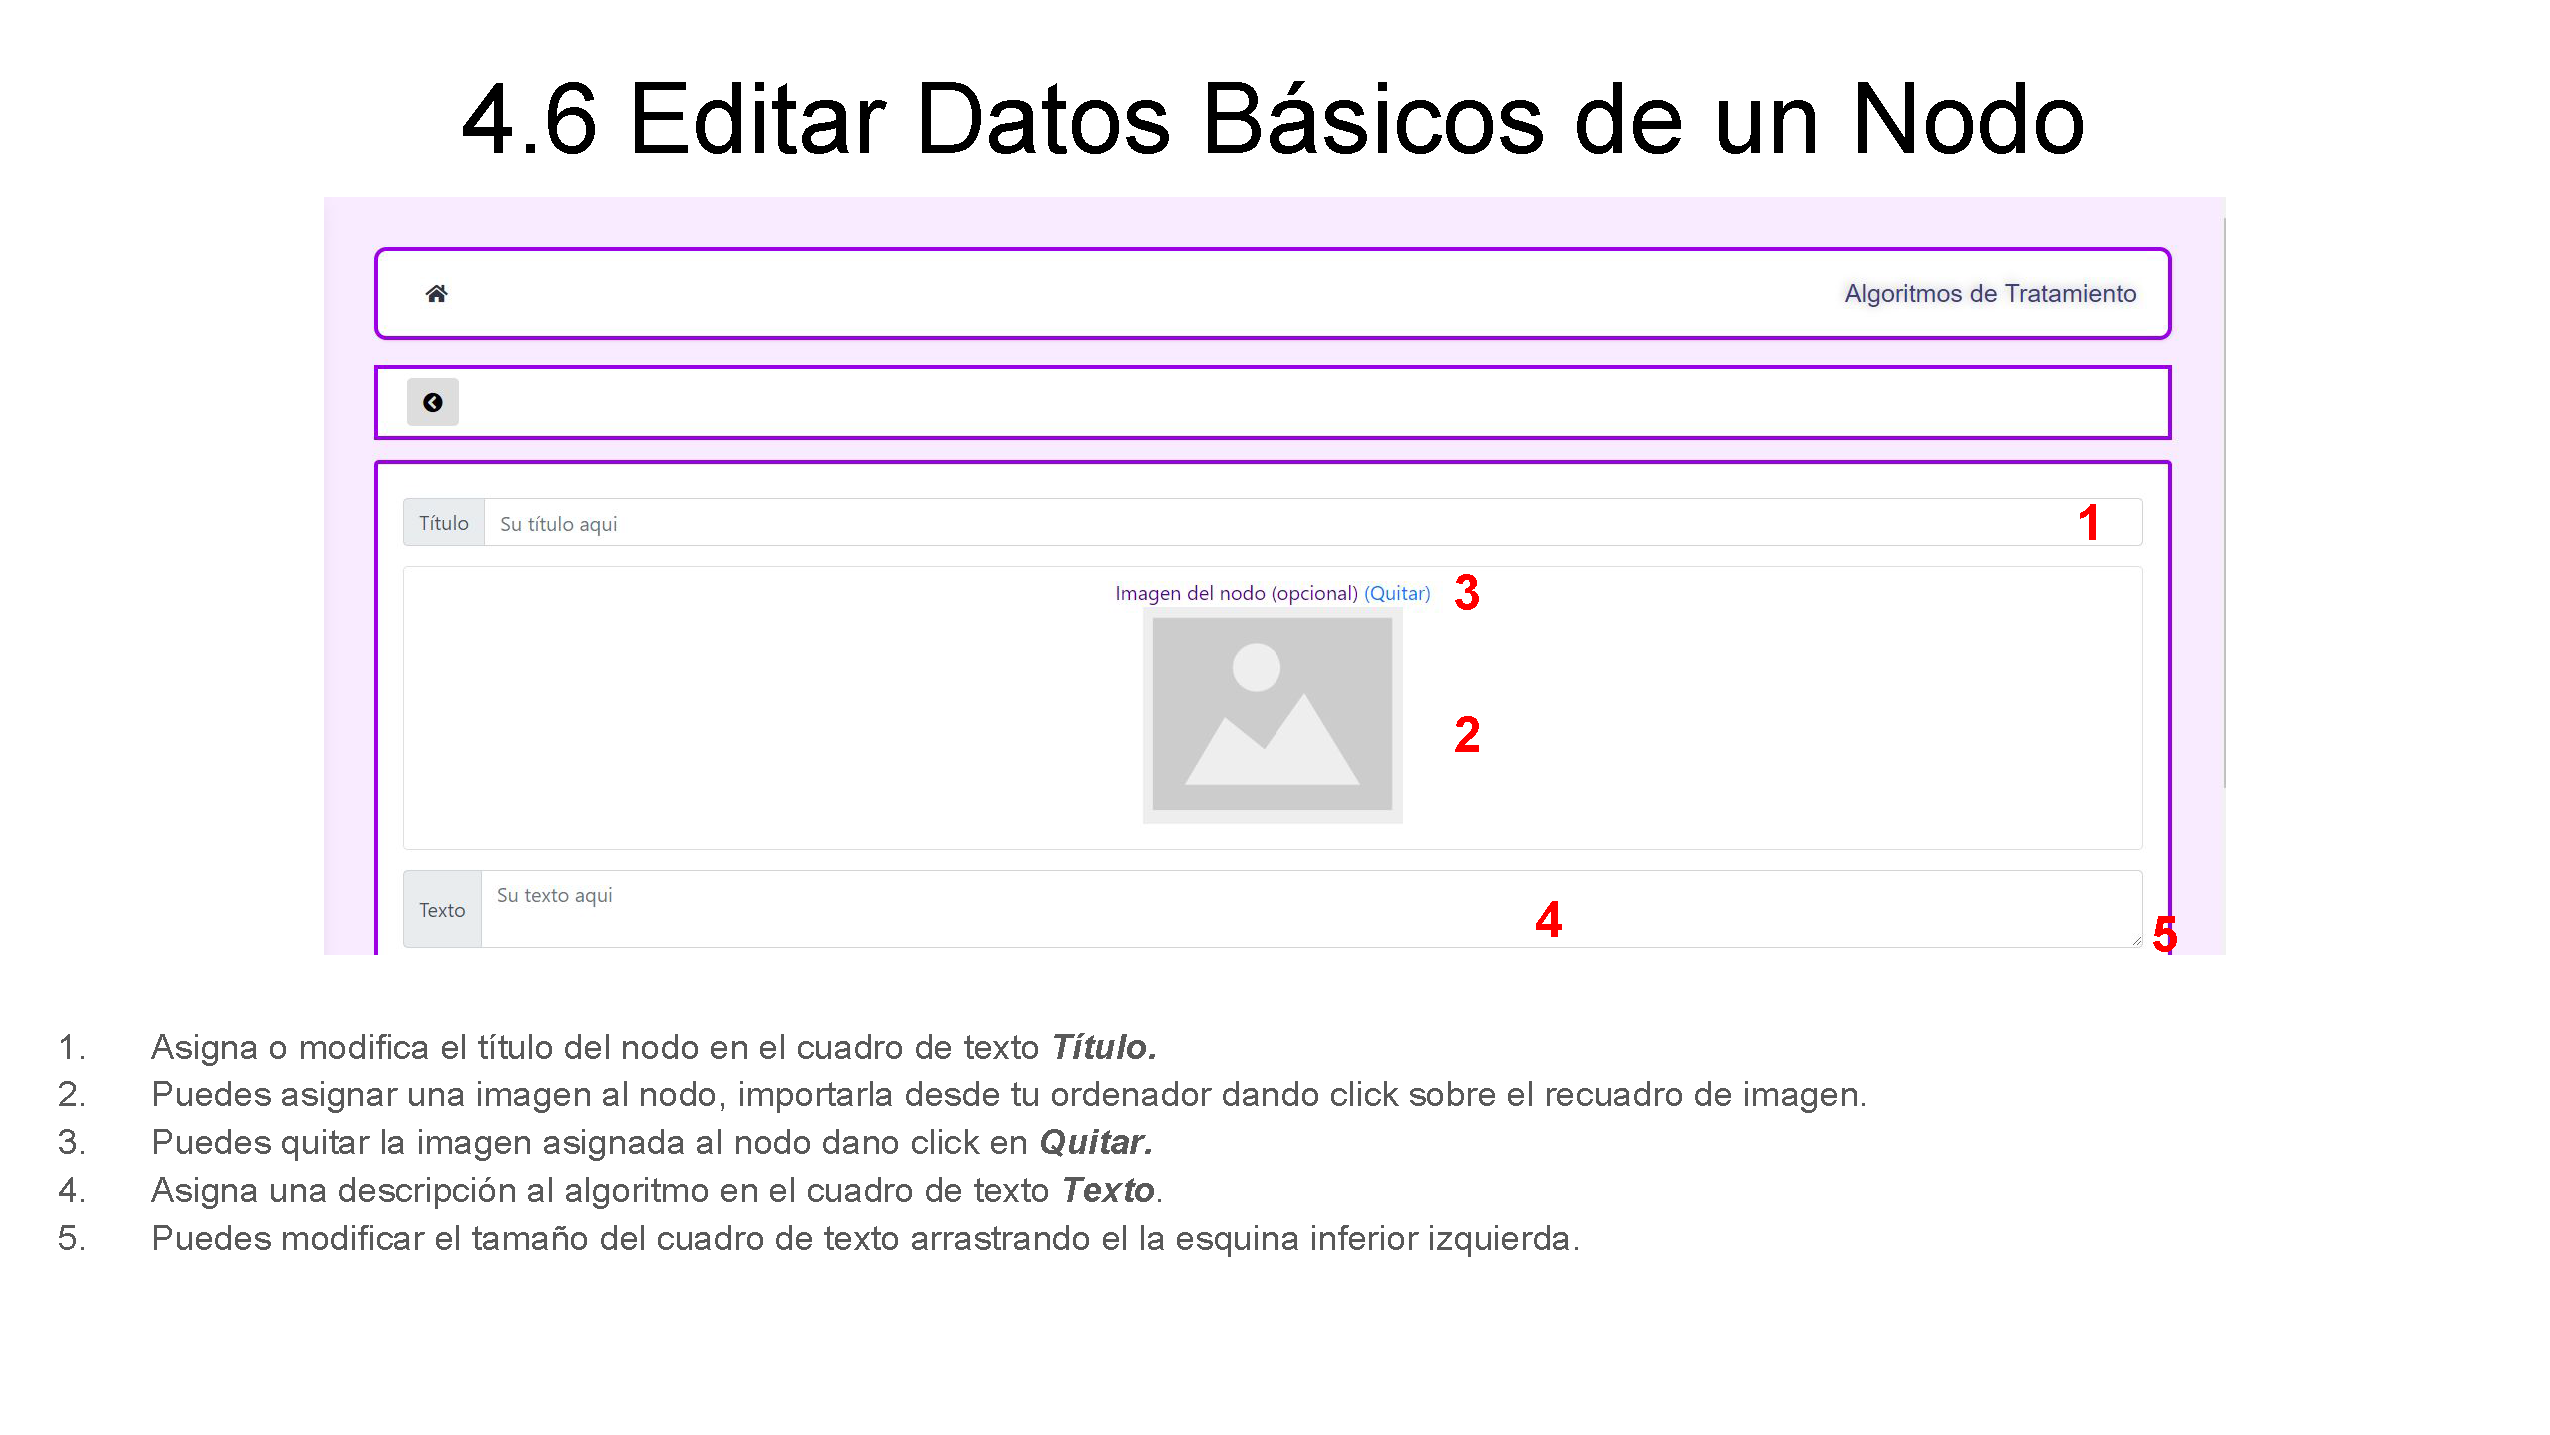 4.6 Editar Datos Básicos de un Nodo
Algoritmos de Tratamiento
Título Su título aqui 1
Imagen del nodo (opcional) (Quitar) 3
2
Texto Su texto aqui 4 5
1. Asigna o modifica el título del nodo en el cuadro de texto Título.
2. Puedes asignar una imagen al nodo, importarla desde tu ordenador dando click sobre el recuadro de imagen.
3. Puedes quitar la imagen asignada al nodo dano click en Quitar.
4. Asigna una descripción al algoritmo en el cuadro de texto Texto.
5. Puedes modificar el tamaño del cuadro de texto arrastrando el la esquina inferior izquierda.